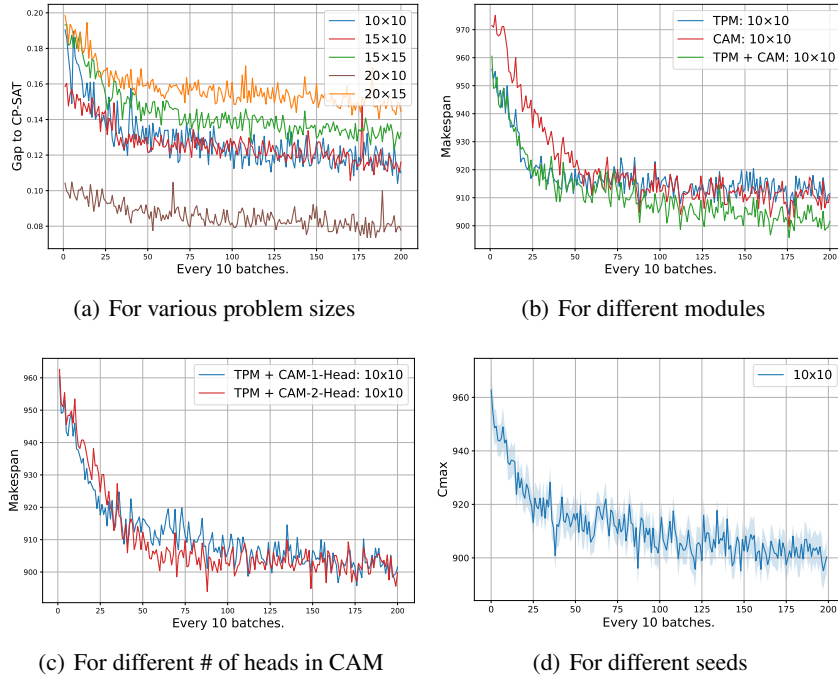 0.20
0.18
0.16
0.14
0.12
0.10
0.08
Gap to CP-SAT
10×10
15×10
15×15
20×10
20×15
0 25 50 75 100 125 150 175 200
Every 10 batches.
(a) For various problem sizes
970
960
950
940
930
920
910
900
Makespan
TPM: 10×10
CAM: 10×10
TPM + CAM: 10×10
0 25 50 75 100 125 150 175 200
Every 10 batches.
(b) For different modules
960
950
940
930
920
910
900
Makespan
TPM + CAM-1-Head: 10x10
TPM + CAM-2-Head: 10x10
0 25 50 75 100 125 150 175 200
Every 10 batches.
(c) For different # of heads in CAM
960
940
920
900
Cmax
10x10
0 25 50 75 100 125 150 175 200
Every 10 batches.
(d) For different seeds